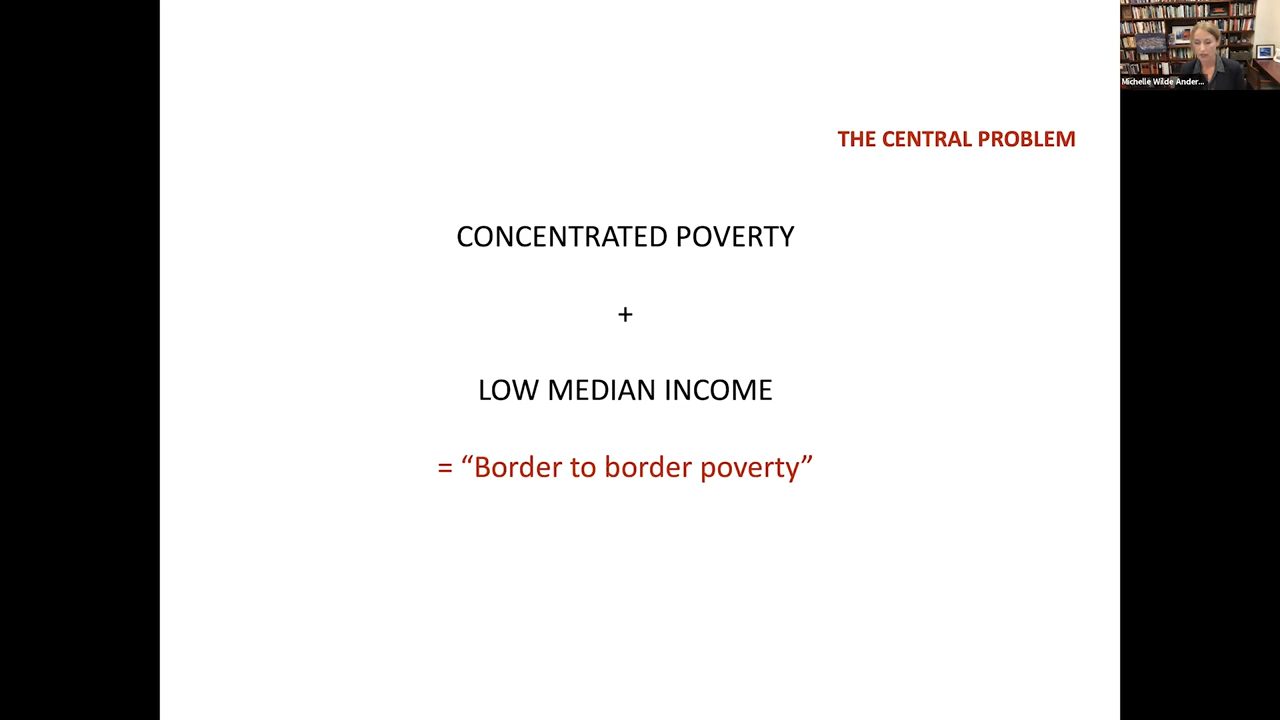 Michelle Wilde Ander...
THE CENTRAL PROBLEM
CONCENTRATED POVERTY
+
LOW MEDIAN INCOME
= “Border to border poverty”